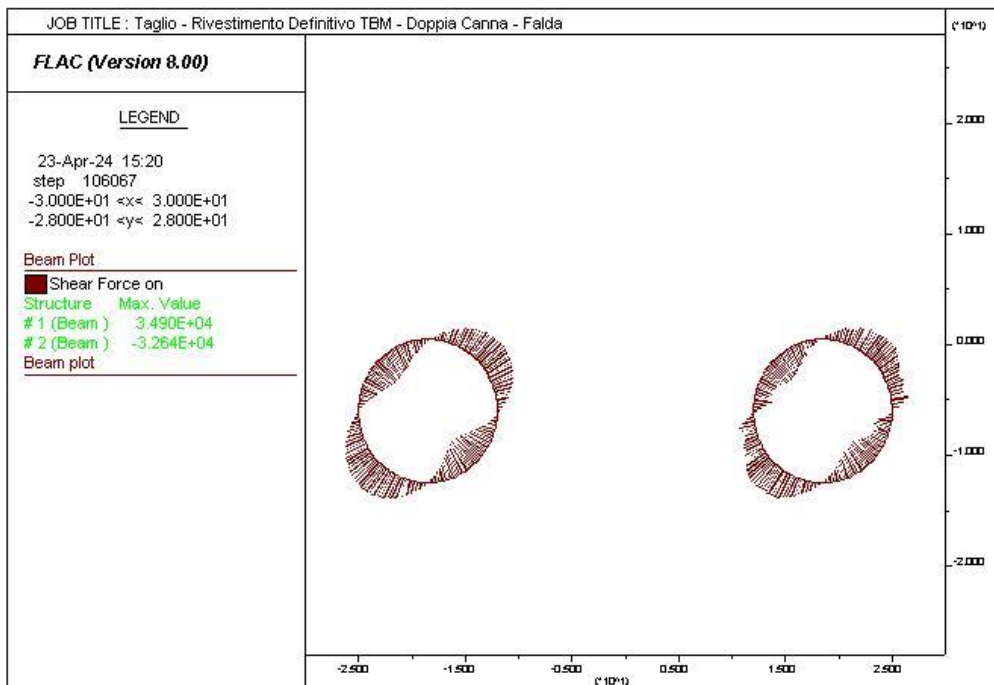 JOB TITLE : Taglio - Rivestimento Definitivo TBM - Doppia Canna - Falda
(*10^1)
FLAC (Version 8.00)
LEGEND
23-Apr-24 15:20
step 106067
-3.000E+01 <x< 3.000E+01
-2.800E+01 <y< 2.800E+01
Beam Plot
Shear Force on
Structure Max. Value
# 1 (Beam ) 3.490E+04
# 2 (Beam ) -3.264E+04
Beam plot
2.000
1.000
0.000
-1.000
-2.000
-2.500 -1.500 -0.500 0.500 1.500 2.500
(*10^1)